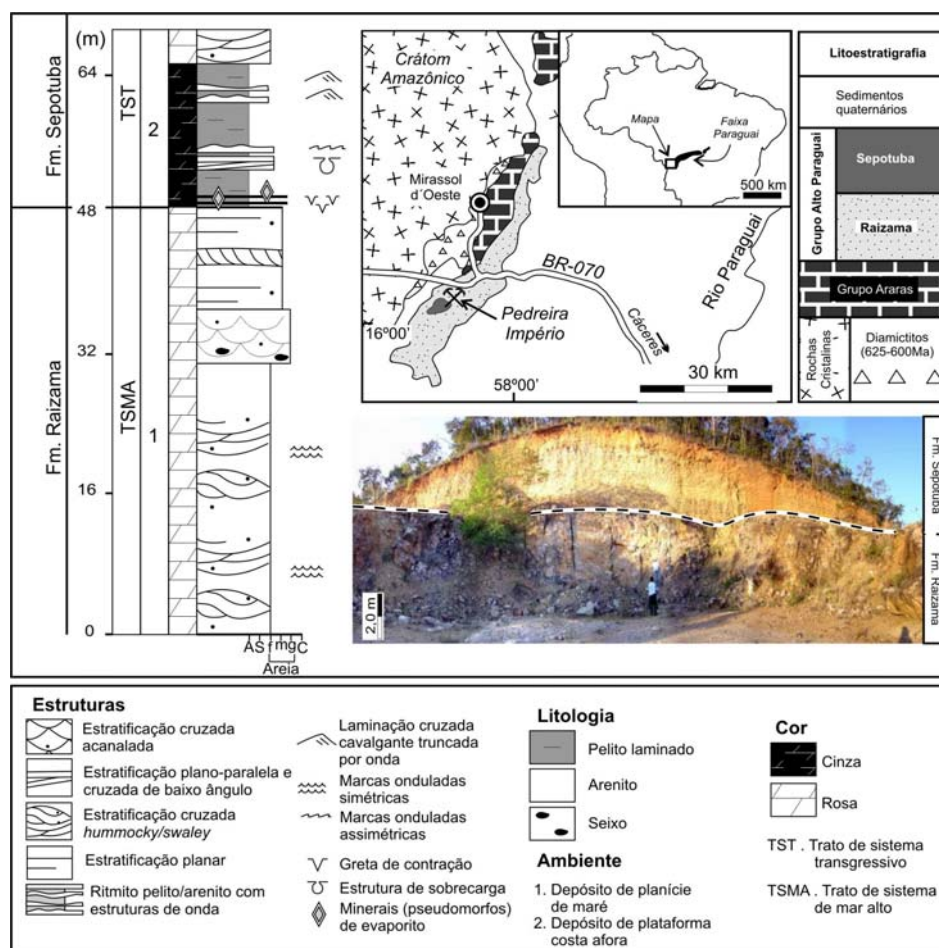 (m)
Fm. Sepotuba
Fm. Raizama
TST
TSMA
2
1
64
48
32
16
0
A S f m g C
Areia
Crátom
Amazônico
Mirassol
d´Oeste
BR-070
Pedreira
Império
16º00'
58º00'
Cáceres
Rio Paraguai
30 km
Mapa
Faixa
Paraguai
500 km
Litoestratigrafia
Sedimentos
quaternários
Grupo Alto Paraguai
Sepotuba
Raizama
Grupo Araras
Rochas
Cristalinas
Diamictitos
(625-600Ma)
2,0 m
Fm. Sepotuba
Fm. Raizama
Estruturas
Estratificação cruzada
acanalada
Estratificação plano-paralela e
cruzada de baixo ângulo
Estratificação cruzada
hummocky/swaley
Estratificação planar
Ritmito pelito/arenito com
estruturas de onda
Laminação cruzada
cavalgante truncada
por onda
Marcas onduladas
simétricas
Marcas onduladas
assimétricas
Greta de contração
Estrutura de sobrecarga
Minerais (pseudomorfos)
de evaporito
Litologia
Pelito laminado
Arenito
Seixo
Ambiente
1. Depósito de planície
de maré
2. Depósito de plataforma
costa afora
Cor
Cinza
Rosa
TST . Trato de sistema
transgressivo
TSMA . Trato de sistema
de mar alto